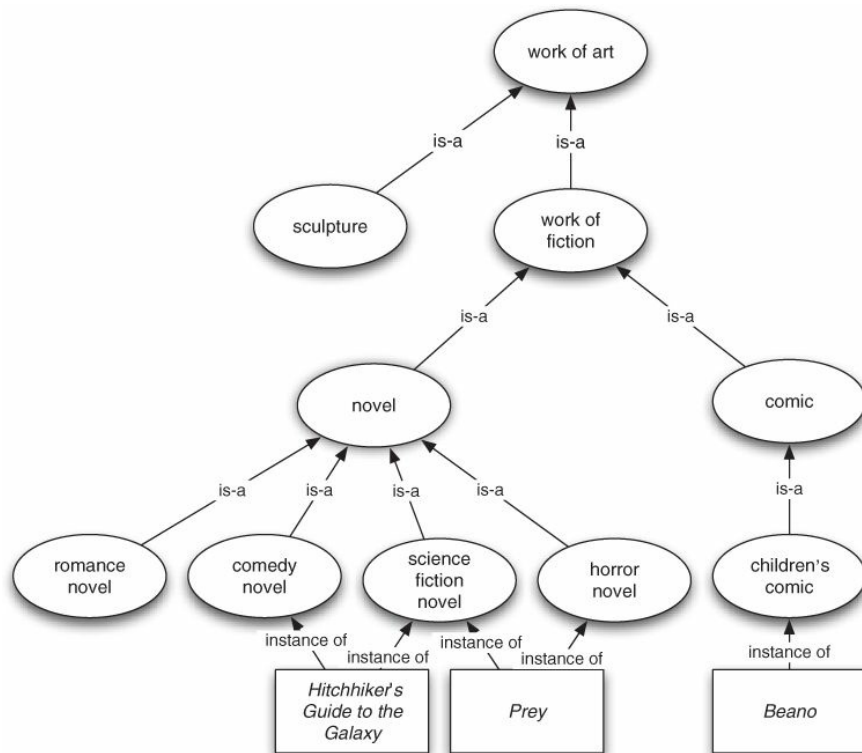 work of art
is-a
is-a
sculpture
work of
fiction
is-a
is-a
novel
comic
is-a
is-a
is-a
is-a
is-a
romance
novel
comedy
novel
science
fiction
novel
horror
novel
children's
comic
instance of
instance of
instance of
instance of
instance of
Hitchhiker's
Guide to the
Galaxy
Prey
Beano